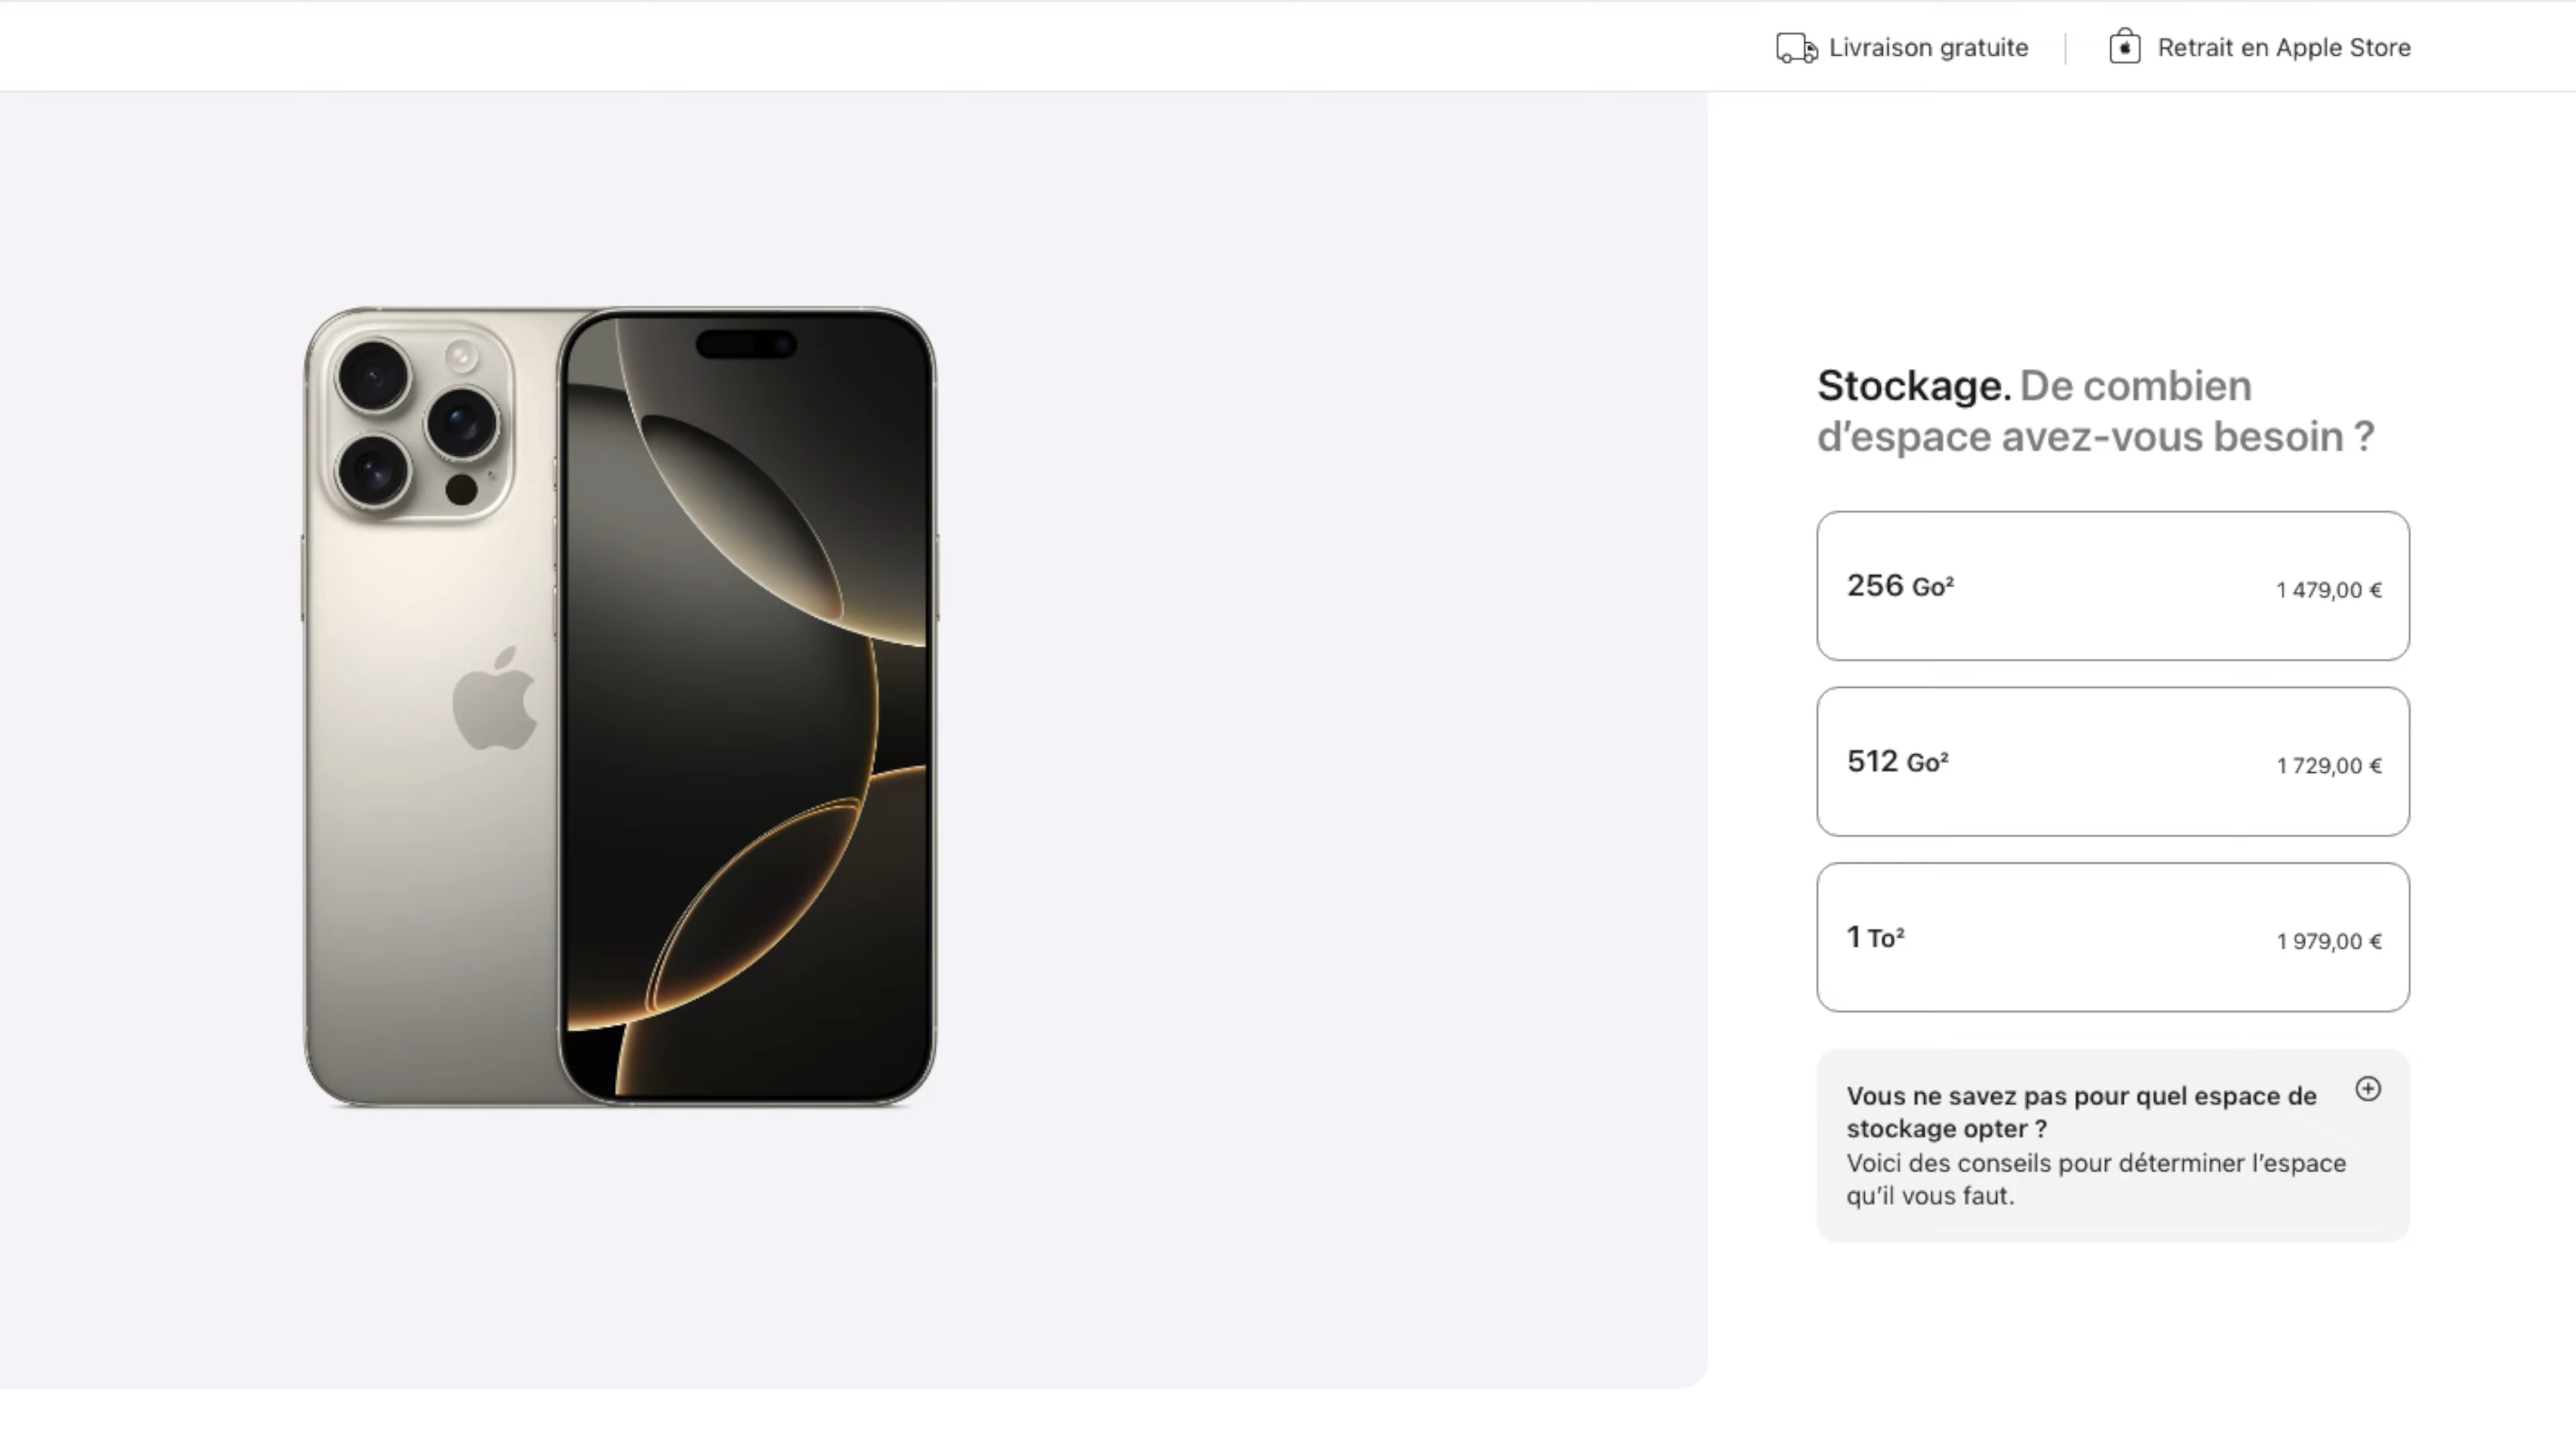 Livraison gratuite
Retrait en Apple Store
Stockage. De combien
d’espace avez-vous besoin ?
256 Go² 1 479,00 €
512 Go² 1 729,00 €
1 To² 1 979,00 €
Vous ne savez pas pour quel espace de
stockage opter ?
Voici des conseils pour déterminer l’espace
qu’il vous faut.